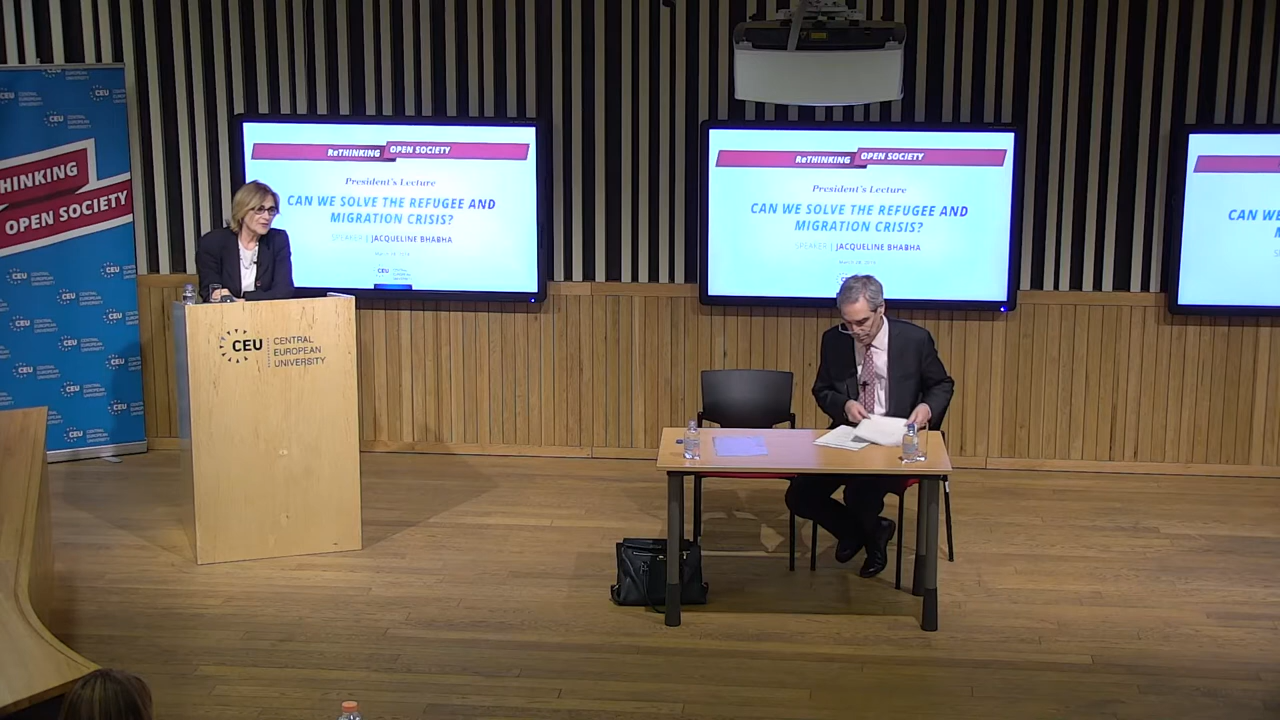 CEU CENTRAL
EUROPEAN
UNIVERSITY
THINKING
OPEN SOCIETY
ReTHINKING OPEN SOCIETY
President's Lecture
CAN WE SOLVE THE REFUGEE AND
MIGRATION CRISIS?
SPEAKER | JACQUELINE BHABHA
CEU
ReTHINKING OPEN SOCIETY
President's Lecture
CAN WE SOLVE THE REFUGEE AND
MIGRATION CRISIS?
SPEAKER | JACQUELINE BHABHA
CEU
CAN WE
CEU CENTRAL
EUROPEAN
UNIVERSITY